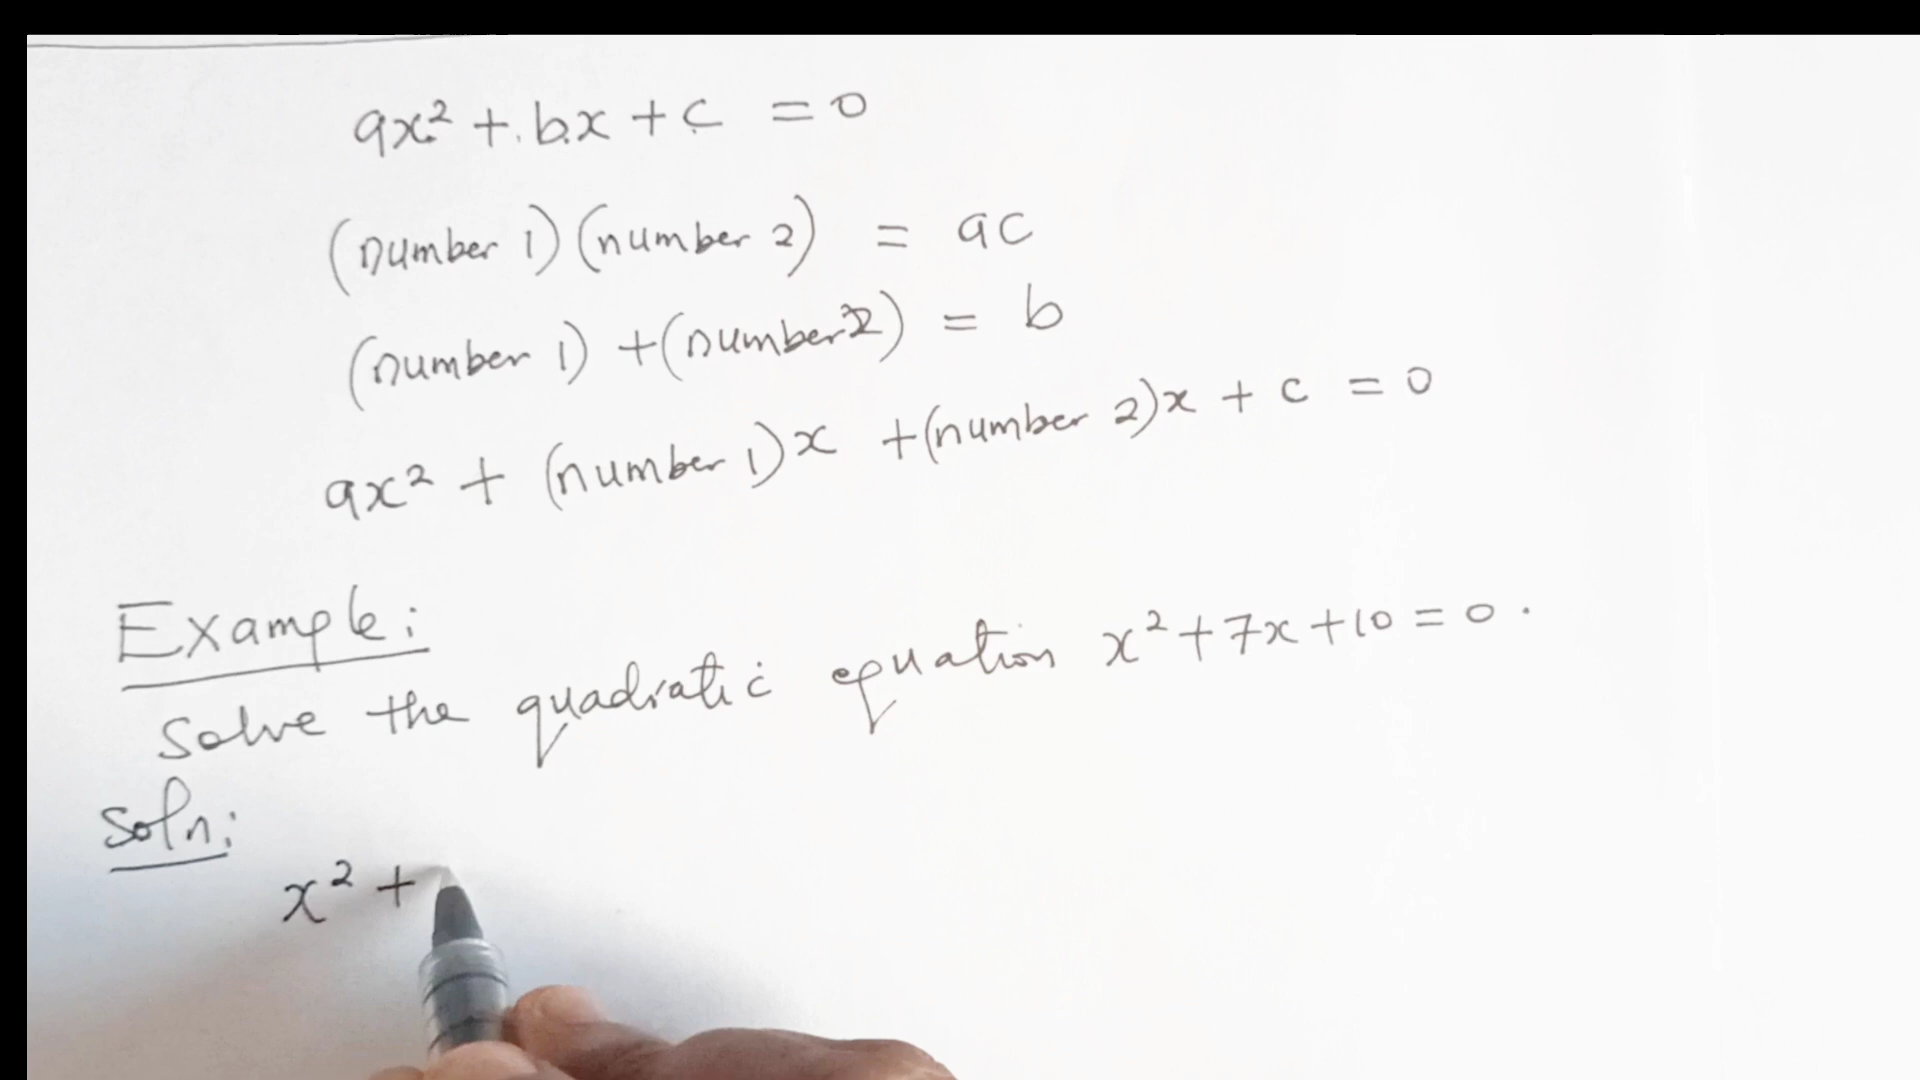 ax² + bx + c = 0
(number 1)(number 2) = ac
(number 1) + (number 2) = b
ax² + (number 1)x + (number 2)x + c = 0
Example:
Solve the quadratic equation x² + 7x + 10 = 0.
Soln:
x² +